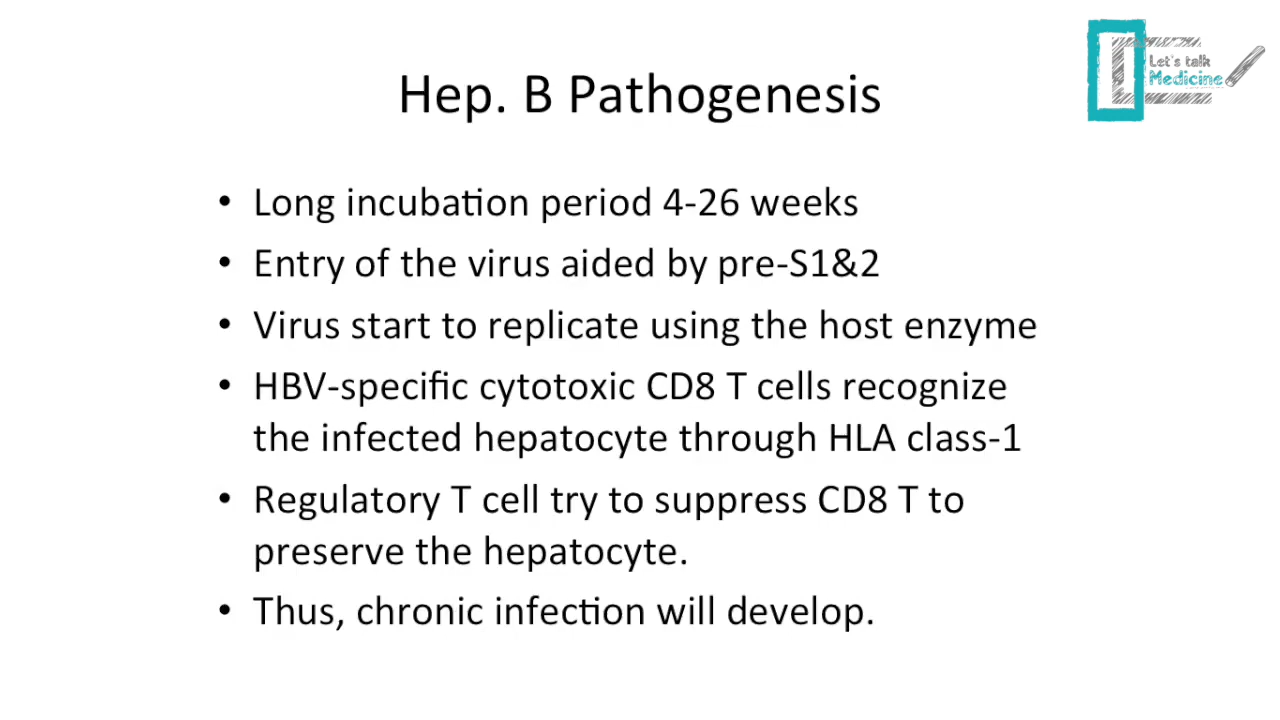 Let's talk
Medicine
Hep. B Pathogenesis
• Long incubation period 4-26 weeks
• Entry of the virus aided by pre-S1&2
• Virus start to replicate using the host enzyme
• HBV-specific cytotoxic CD8 T cells recognize
the infected hepatocyte through HLA class-1
• Regulatory T cell try to suppress CD8 T to
preserve the hepatocyte.
• Thus, chronic infection will develop.